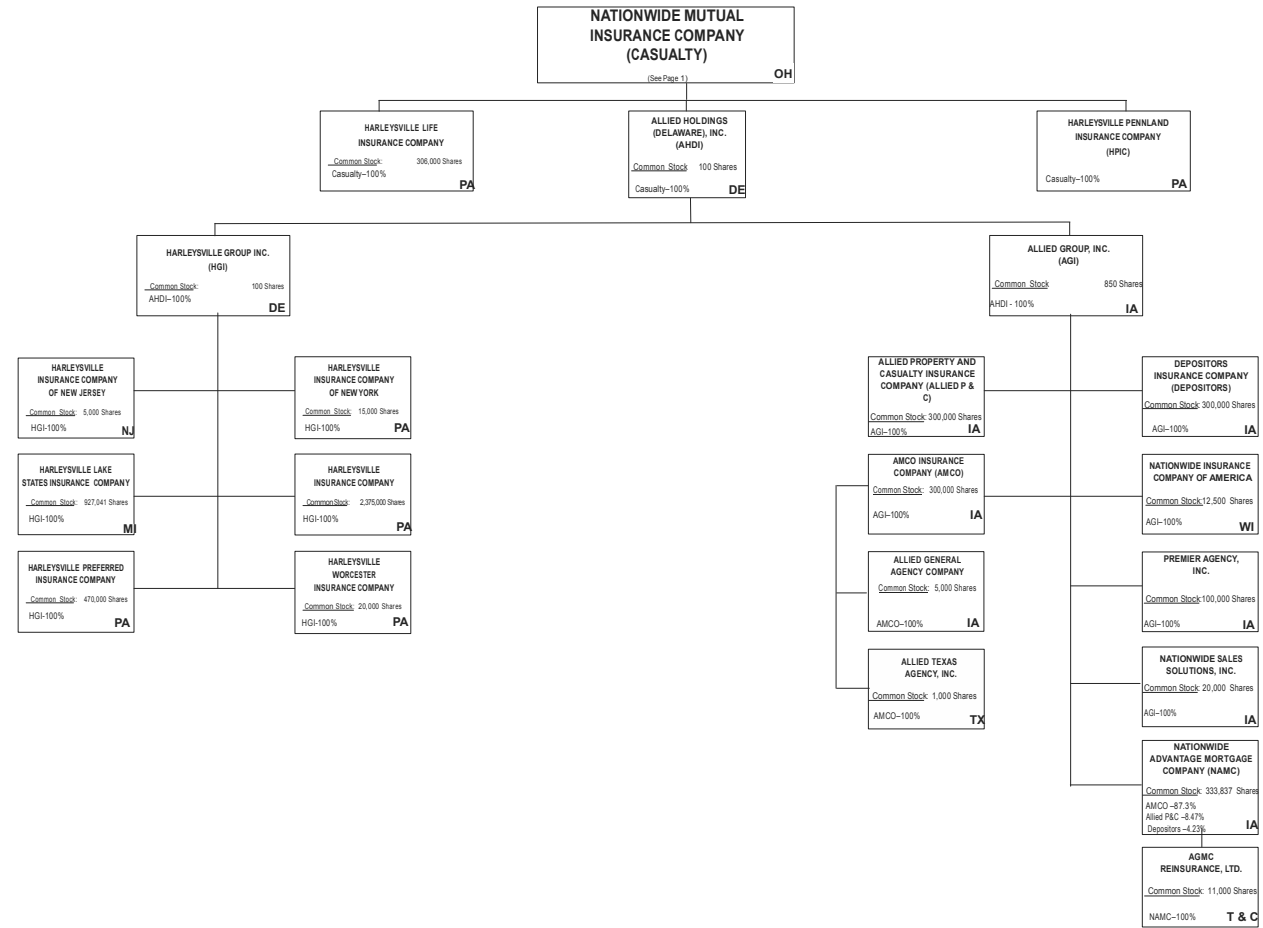 NATIONWIDE MUTUAL
INSURANCE COMPANY
(CASUALTY)
(See Page 1)
OH
HARLEYSVILLE LIFE
INSURANCE COMPANY
Common Stock: 306,000 Shares
Casualty–100%
PA
ALLIED HOLDINGS
(DELAWARE), INC.
(AHDI)
Common Stock 100 Shares
Casualty–100%
DE
HARLEYSVILLE PENNLAND
INSURANCE COMPANY
(HPIC)
Casualty–100%
PA
HARLEYSVILLE GROUP INC.
(HGI)
Common Stock: 100 Shares
AHDI–100%
DE
ALLIED GROUP, INC.
(AGI)
Common Stock 850 Shares
AHDI - 100%
IA
HARLEYSVILLE
INSURANCE COMPANY
OF NEW JERSEY
Common Stock: 5,000 Shares
HGI-100%
NJ
HARLEYSVILLE
INSURANCE COMPANY
OF NEW YORK
Common Stock: 15,000 Shares
HGI-100%
PA
ALLIED PROPERTY AND
CASUALTY INSURANCE
COMPANY (ALLIED P &
C)
Common Stock: 300,000 Shares
AGI–100%
IA
DEPOSITORS
INSURANCE COMPANY
(DEPOSITORS)
Common Stock: 300,000 Shares
AGI–100%
IA
HARLEYSVILLE LAKE
STATES INSURANCE COMPANY
Common Stock: 927,041 Shares
HGI-100%
MI
HARLEYSVILLE
INSURANCE COMPANY
Common Stock: 2,375,000 Shares
HGI-100%
PA
AMCO INSURANCE
COMPANY (AMCO)
Common Stock: 300,000 Shares
AGI–100%
IA
NATIONWIDE INSURANCE
COMPANY OF AMERICA
Common Stock:12,500 Shares
AGI–100%
WI
HARLEYSVILLE PREFERRED
INSURANCE COMPANY
Common Stock: 470,000 Shares
HGI-100%
PA
HARLEYSVILLE
WORCESTER
INSURANCE COMPANY
Common Stock: 20,000 Shares
HGI-100%
PA
ALLIED GENERAL
AGENCY COMPANY
Common Stock: 5,000 Shares
AMCO–100%
IA
PREMIER AGENCY,
INC.
Common Stock:100,000 Shares
AGI–100%
IA
ALLIED TEXAS
AGENCY, INC.
Common Stock: 1,000 Shares
AMCO–100%
TX
NATIONWIDE SALES
SOLUTIONS, INC.
Common Stock: 20,000 Shares
AGI–100%
IA
NATIONWIDE
ADVANTAGE MORTGAGE
COMPANY (NAMC)
Common Stock: 333,837 Shares
AMCO –87.3%
Allied P&C –8.47%
Depositors –4.23%
IA
AGMC
REINSURANCE, LTD.
Common Stock: 11,000 Shares
NAMC–100%
T & C